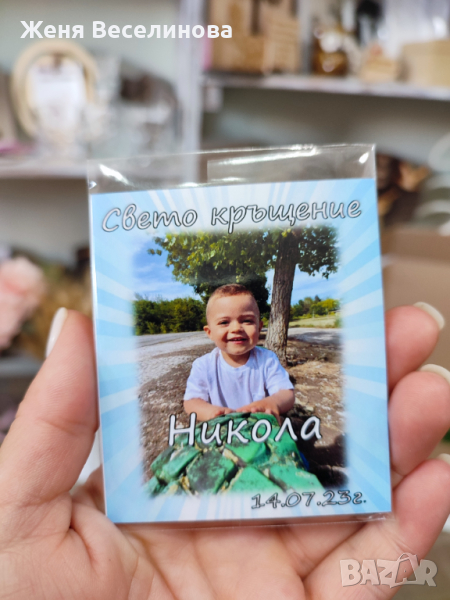 Женя Веселинова
Свето кръщение
Никола
14.07.23г.
BAZAR